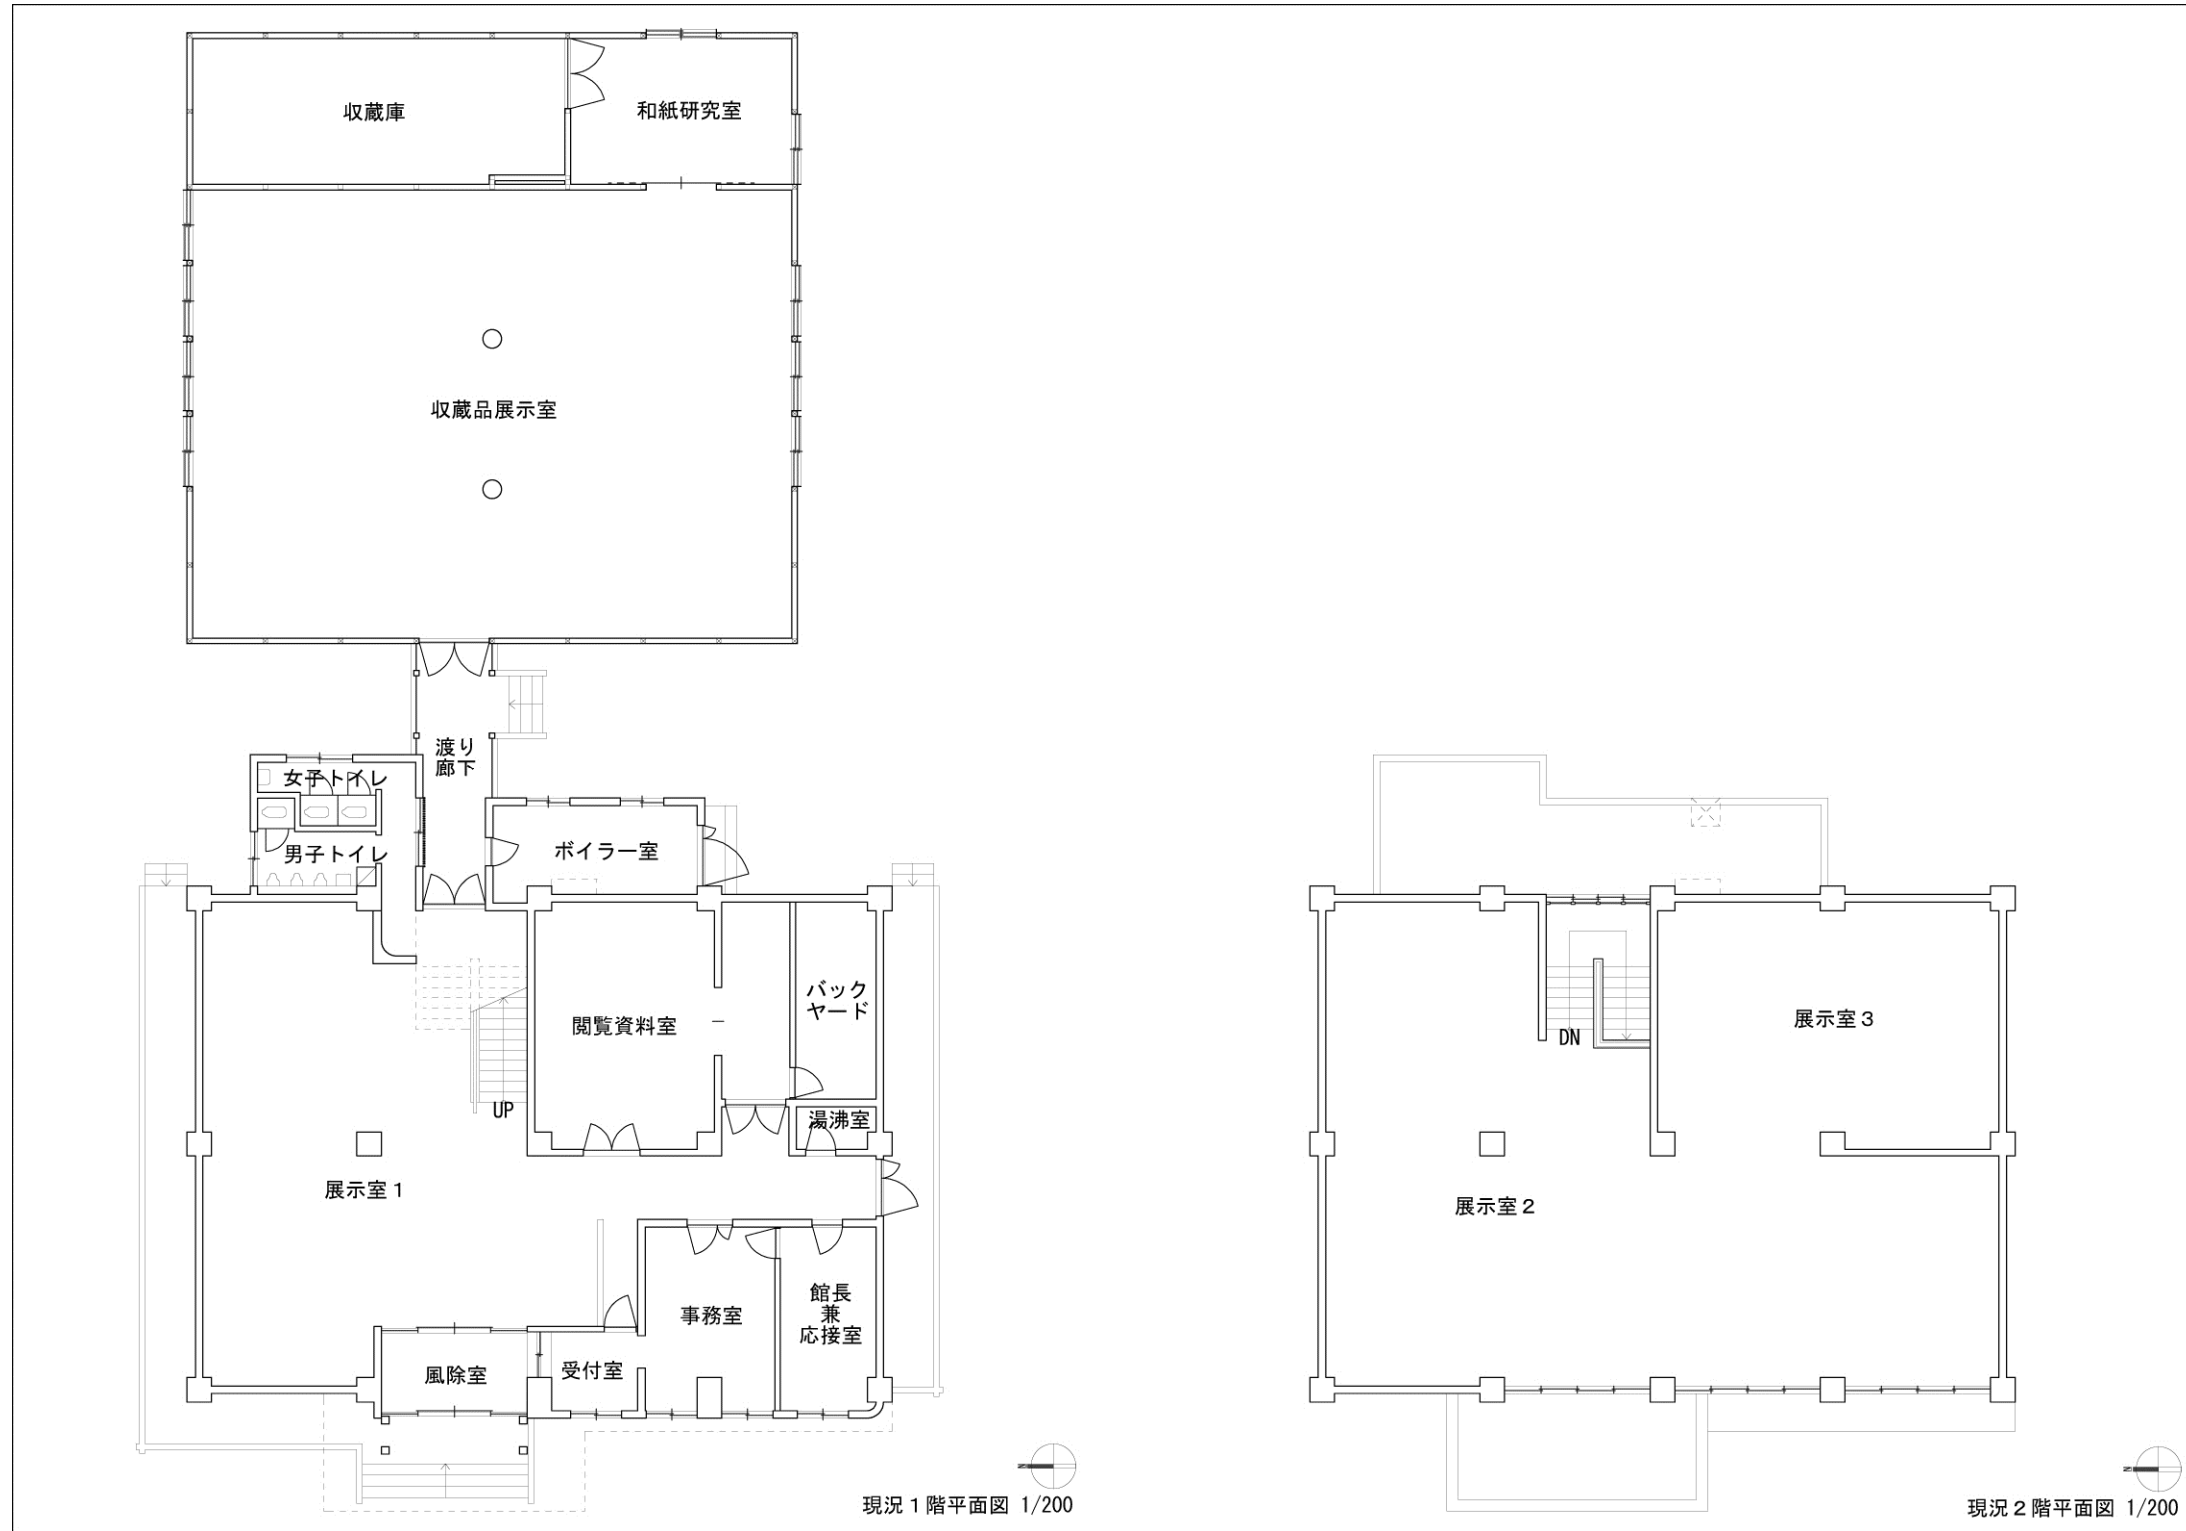 収蔵庫
和紙研究室
収蔵品展示室
渡り
廊下
女子トイレ
男子トイレ
ボイラー室
閲覧資料室
バック
ヤード
UP
湯沸室
展示室1
事務室
館長
兼
応接室
風除室
受付室
N
現況1階平面図 1/200
展示室3
DN
展示室2
N
現況2階平面図 1/200